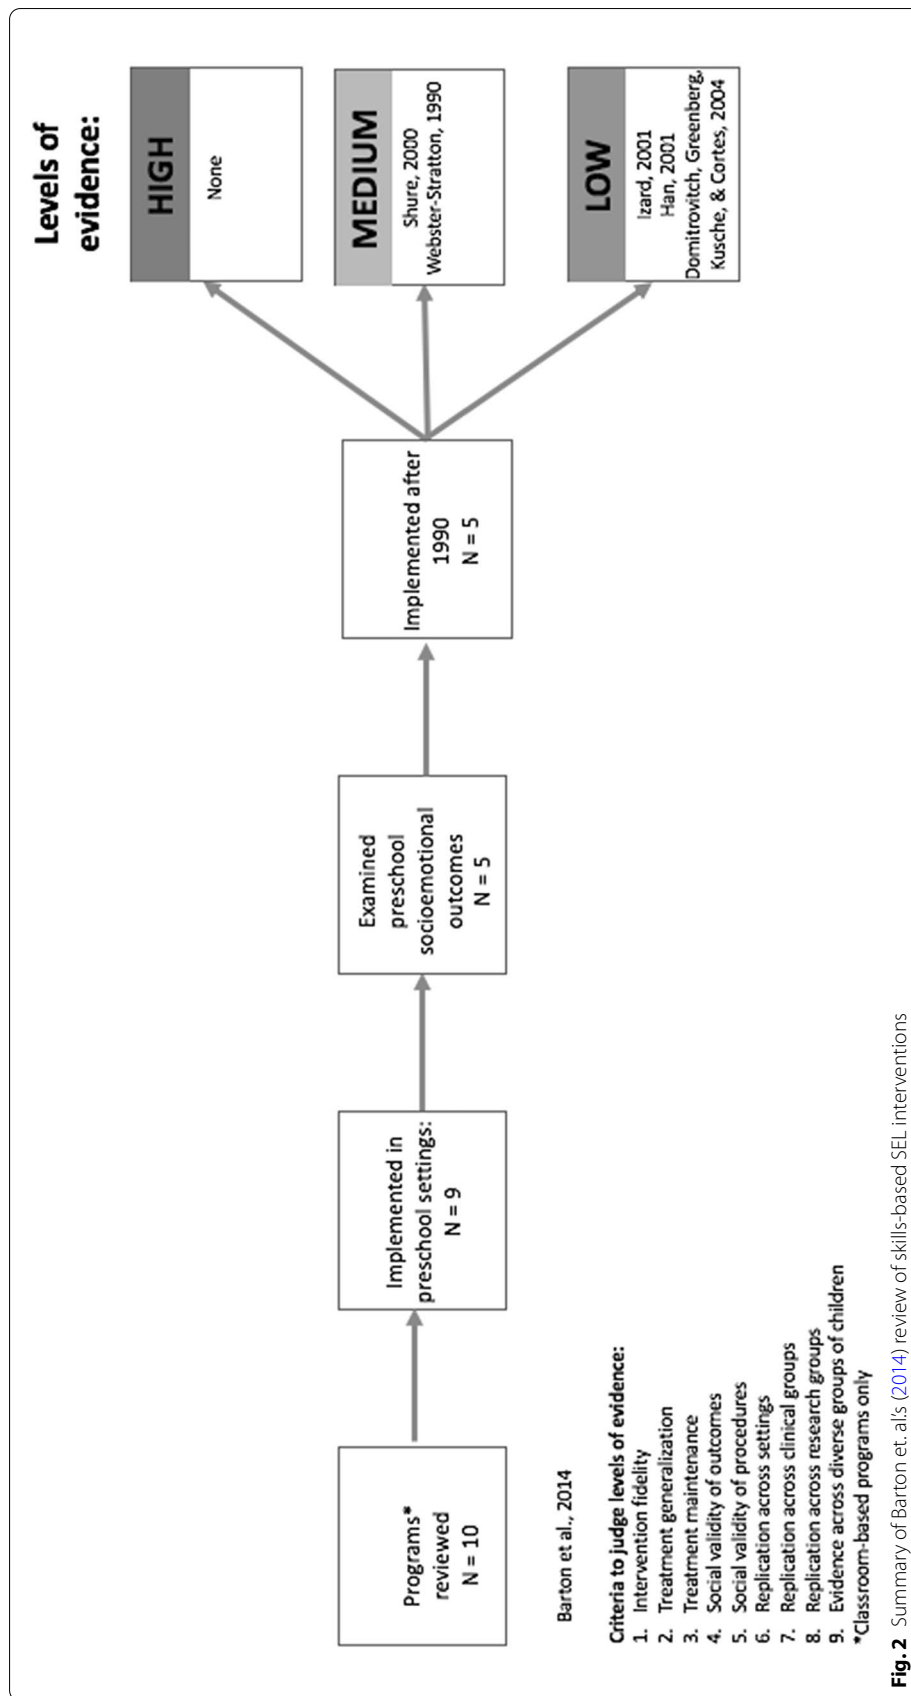 Programs*
reviewed
N = 10
Implemented in
preschool settings:
N = 9
Examined
preschool
socioemotional
outcomes
N = 5
Implemented after
1990
N = 5
Levels of
evidence:
HIGH
None
MEDIUM
Shure, 2000
Webster-Stratton, 1990
LOW
Izard, 2001
Han, 2001
Domitrovitch, Greenberg,
Kusche, & Cortes, 2004
Barton et al., 2014
Criteria to judge levels of evidence:
1. Intervention fidelity
2. Treatment generalization
3. Treatment maintenance
4. Social validity of outcomes
5. Social validity of procedures
6. Replication across settings
7. Replication across clinical groups
8. Replication across research groups
9. Evidence across diverse groups of children
*Classroom-based programs only
Fig. 2 Summary of Barton et. al.'s (2014) review of skills-based SEL interventions